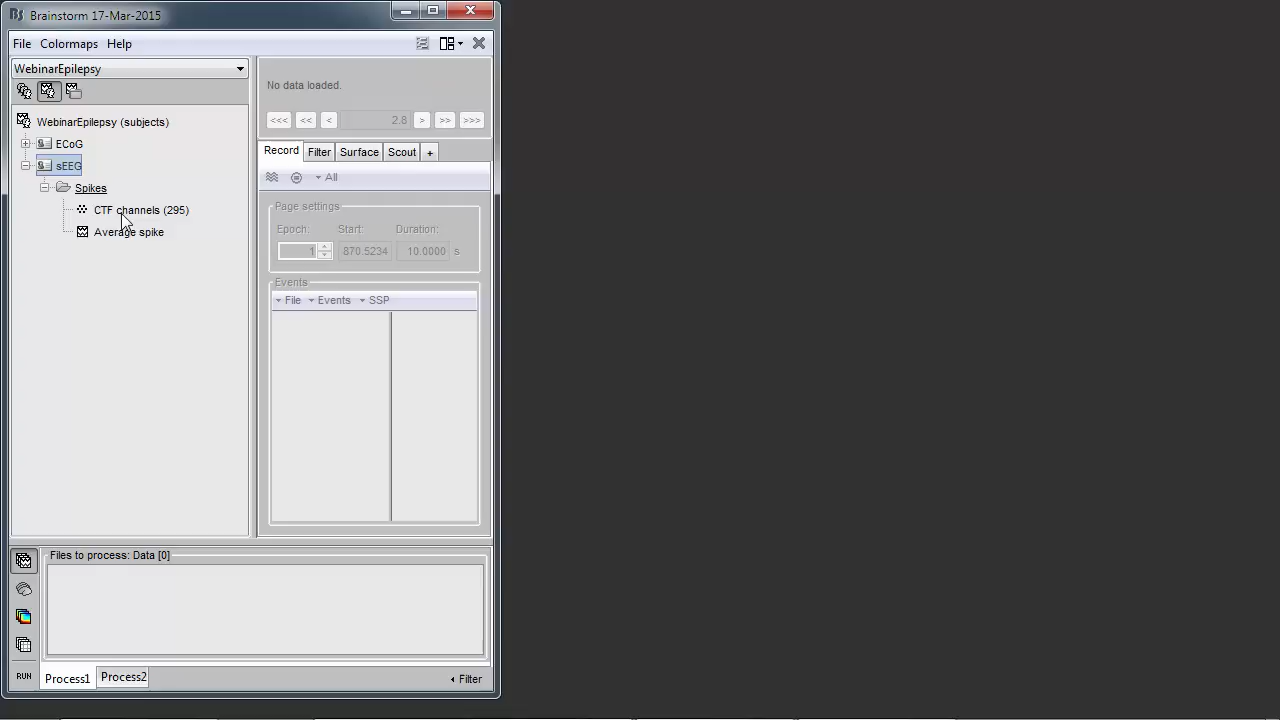 Brainstorm 17-Mar-2015
File Colormaps Help
WebinarEpilepsy
WebinarEpilepsy (subjects)
ECoG
sEEG
Spikes
CTF channels (295)
Average spike
No data loaded.
<<< << < 2.8 > >> >>>
Record Filter Surface Scout +
All
Page settings
Epoch: Start: Duration:
1 870.5234 10.0000 s
Events
File Events SSP
Files to process: Data [0]
RUN Process1 Process2 Filter